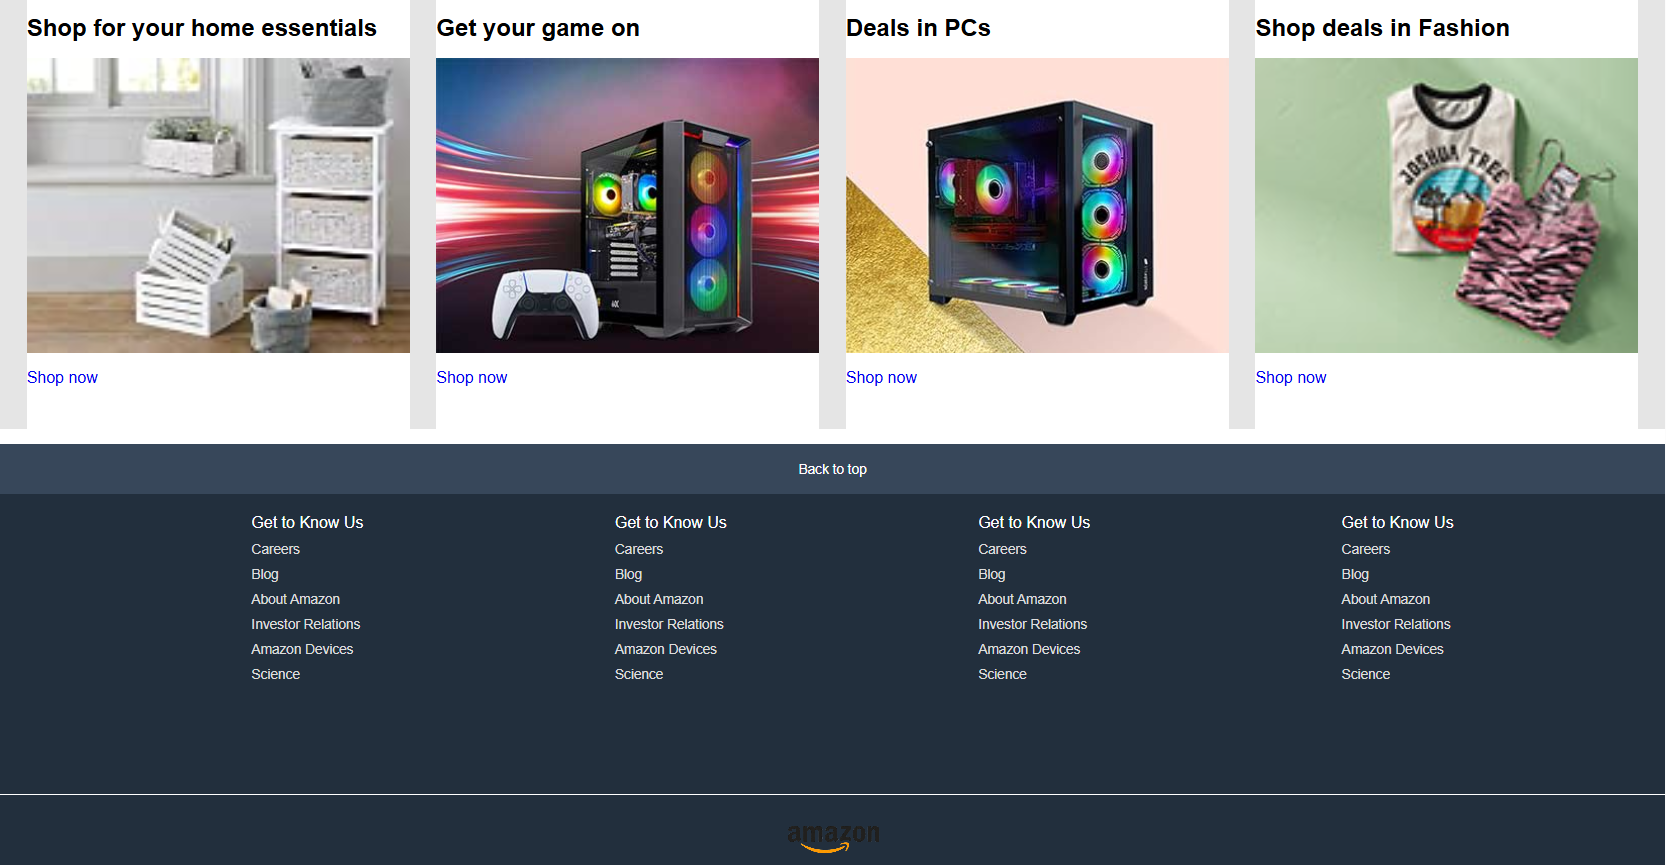 Shop for your home essentials
Get your game on
Deals in PCs
Shop deals in Fashion
JOSHUA TREE
Shop now
Shop now
Shop now
Shop now
Back to top
Get to Know Us
Careers
Blog
About Amazon
Investor Relations
Amazon Devices
Science
Get to Know Us
Careers
Blog
About Amazon
Investor Relations
Amazon Devices
Science
Get to Know Us
Careers
Blog
About Amazon
Investor Relations
Amazon Devices
Science
Get to Know Us
Careers
Blog
About Amazon
Investor Relations
Amazon Devices
Science
amazon